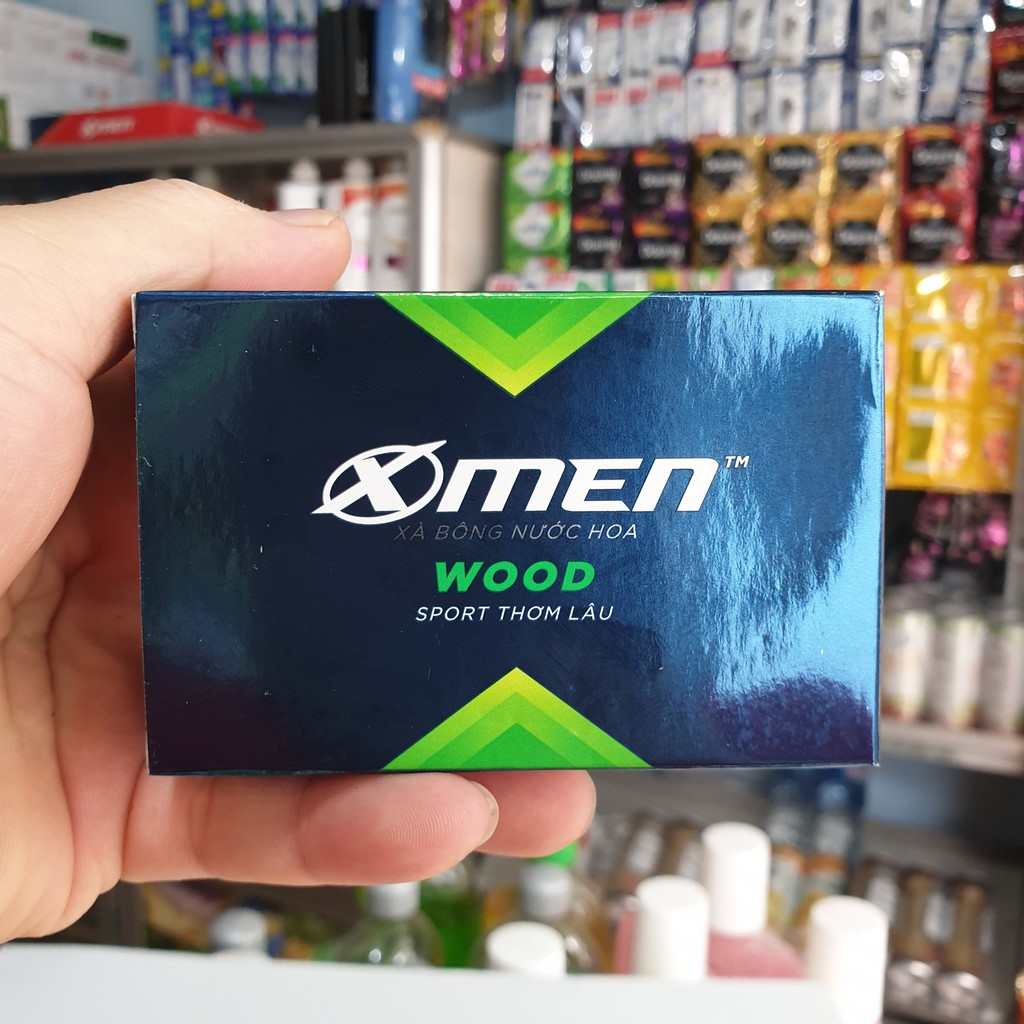 XMEN™
XÀ BÔNG NƯỚC HOA
WOOD
SPORT THƠM LÂU